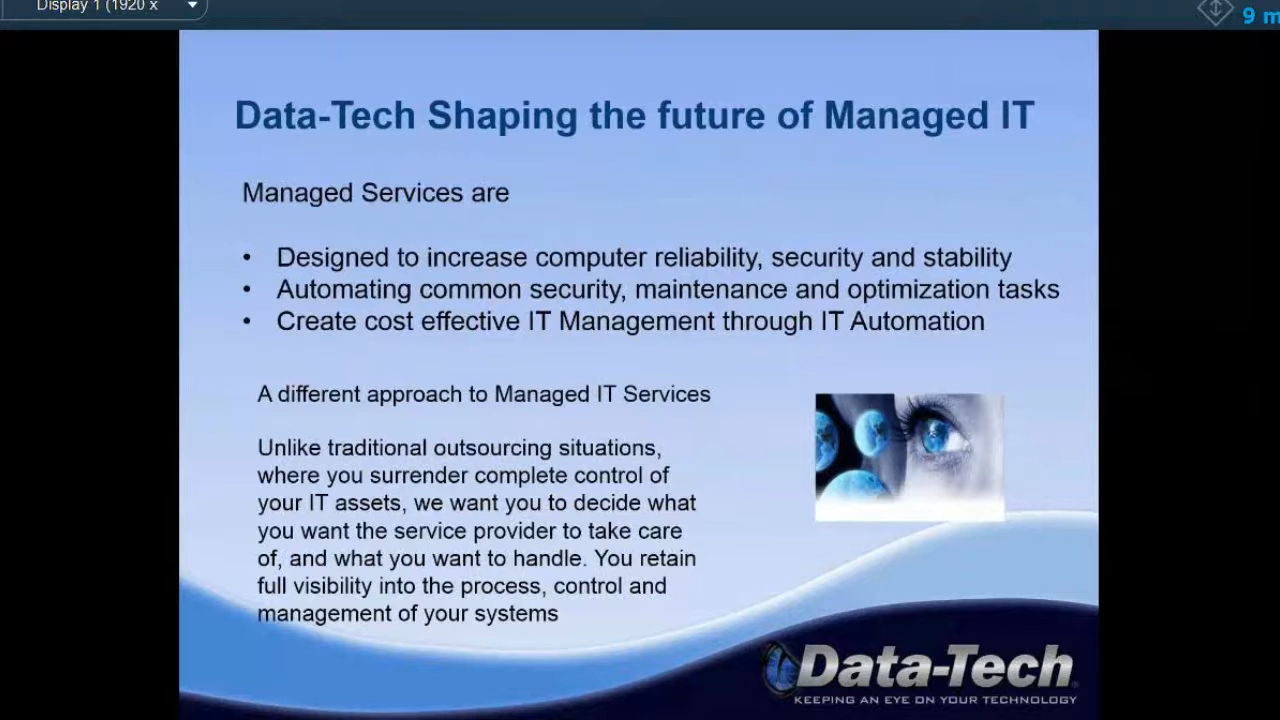 Display 1 (1920 x
9 m
Data-Tech Shaping the future of Managed IT
Managed Services are
• Designed to increase computer reliability, security and stability
• Automating common security, maintenance and optimization tasks
• Create cost effective IT Management through IT Automation
A different approach to Managed IT Services
Unlike traditional outsourcing situations,
where you surrender complete control of
your IT assets, we want you to decide what
you want the service provider to take care
of, and what you want to handle. You retain
full visibility into the process, control and
management of your systems
Data-Tech
KEEPING AN EYE ON YOUR TECHNOLOGY